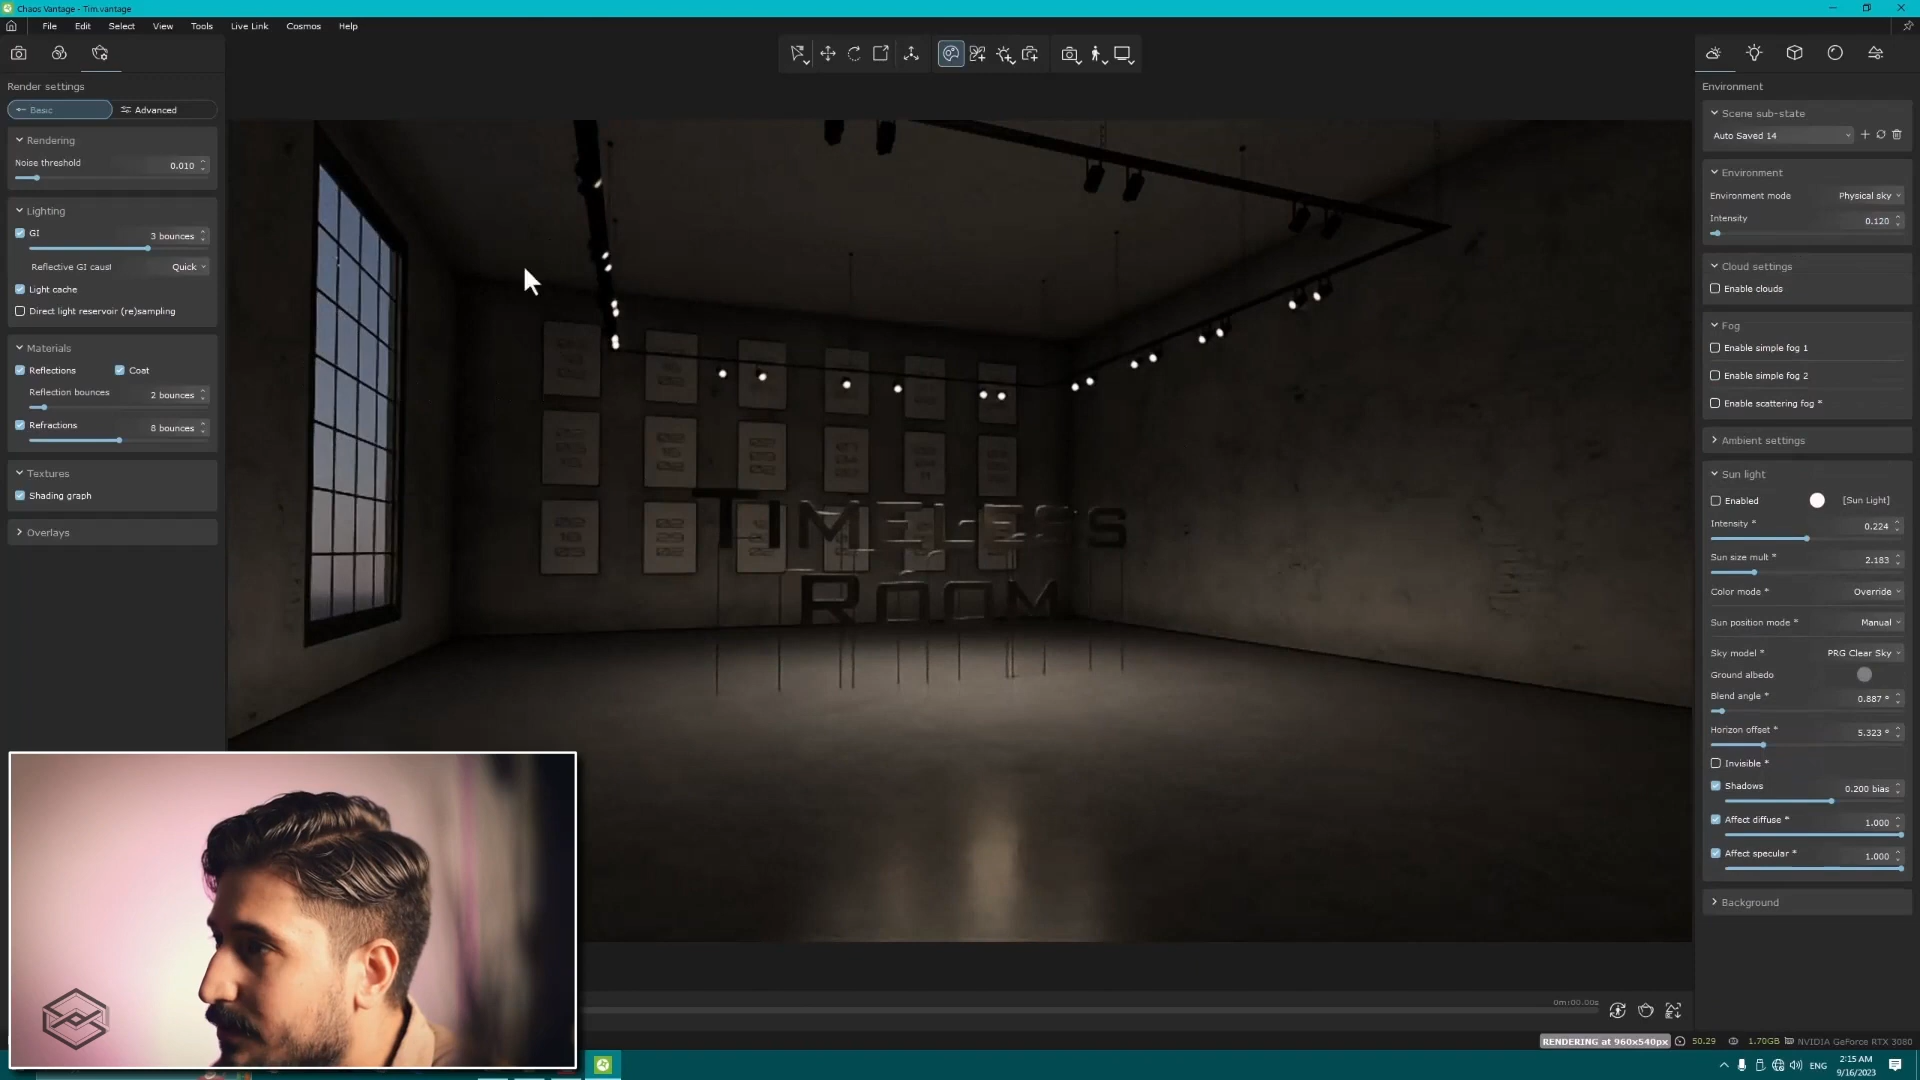 Chaos Vantage - Tim.vantage
File Edit Select View Tools Live Link Cosmos Help
Render settings
Basic Advanced
Rendering
Noise threshold 0.010
Lighting
GI 3 bounces
Reflective GI caust Quick
Light cache
Direct light reservoir (re)sampling
Materials
Reflections Coat
Reflection bounces 2 bounces
Refractions 8 bounces
Textures
Shading graph
Overlays
TIMELESS
ROOM
Environment
Scene sub-state
Auto Saved 14
Environment
Environment mode Physical sky
Intensity 0.120
Cloud settings
Enable clouds
Fog
Enable simple fog 1
Enable simple fog 2
Enable scattering fog *
Ambient settings
Sun light
Enabled [Sun Light]
Intensity * 0.224
Sun size mult * 2.183
Color mode * Override
Sun position mode * Manual
Sky model * PRG Clear Sky
Ground albedo
Blend angle * 0.887 °
Horizon offset * 5.323 °
Invisible *
Shadows 0.200 bias
Affect diffuse * 1.000
Affect specular * 1.000
Background
0m:00.00s
RENDERING at 960x540px 50.29 1.70GB NVIDIA GeForce RTX 3080
ENG 2:15 AM
9/16/2023